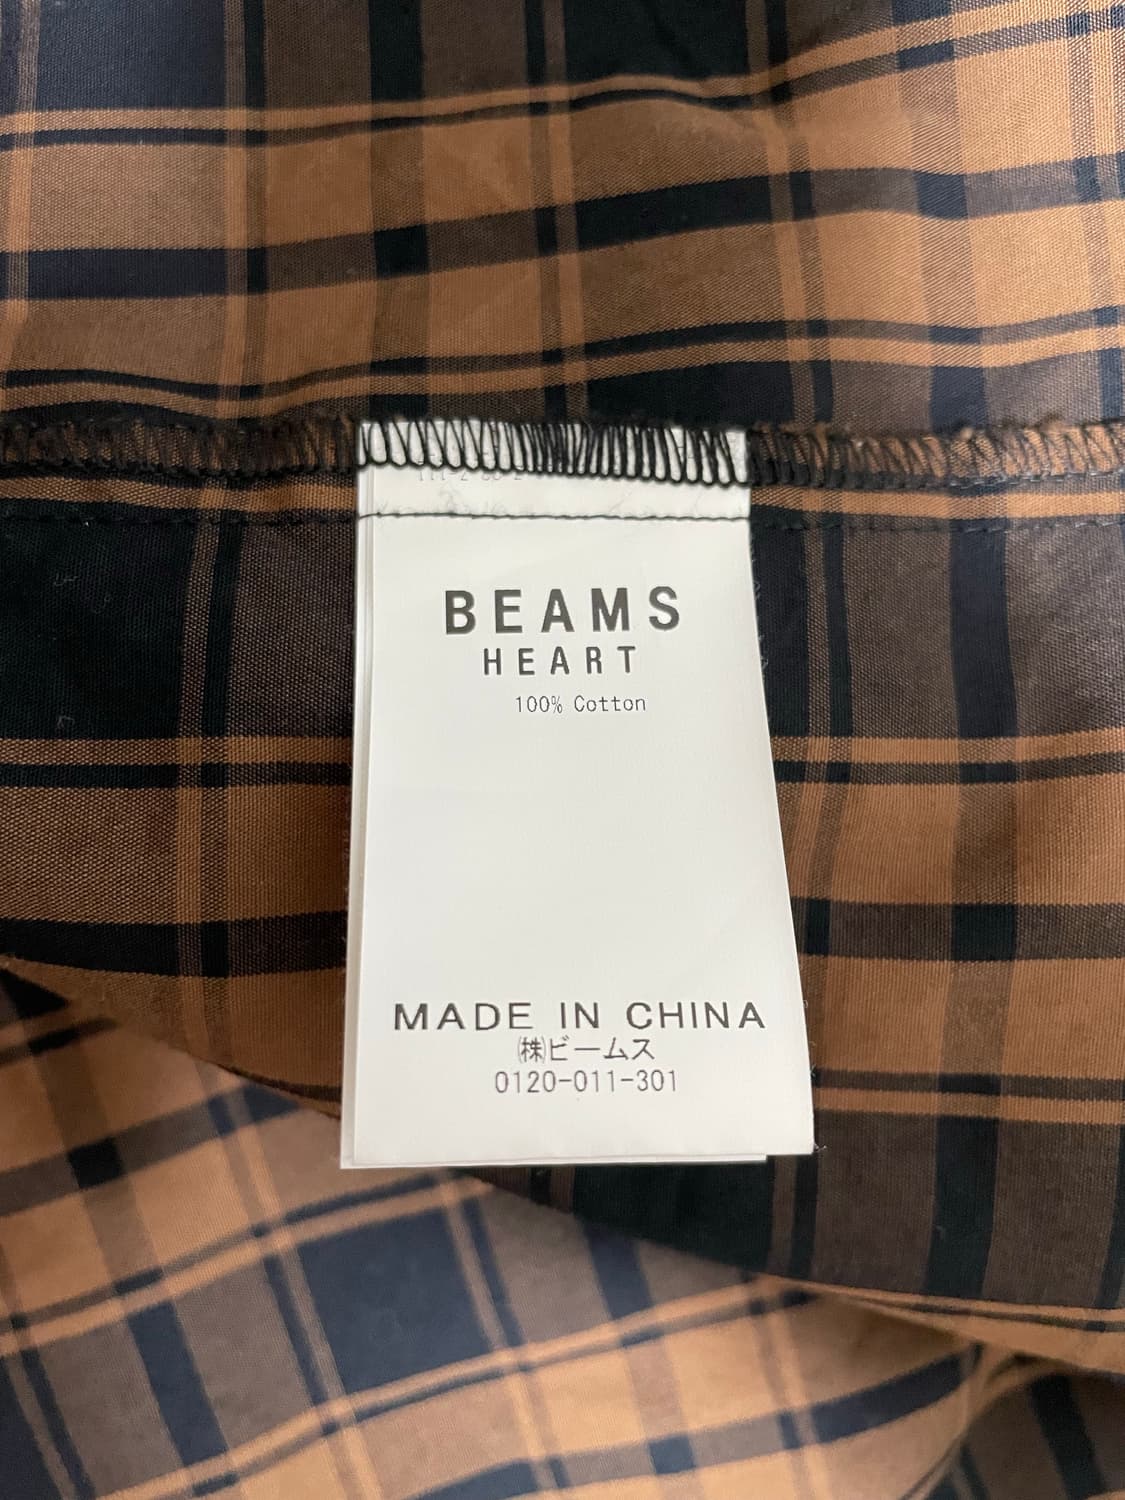 BEAMS
HEART
100% Cotton
MADE IN CHINA
㈱ビームス
0120-011-301